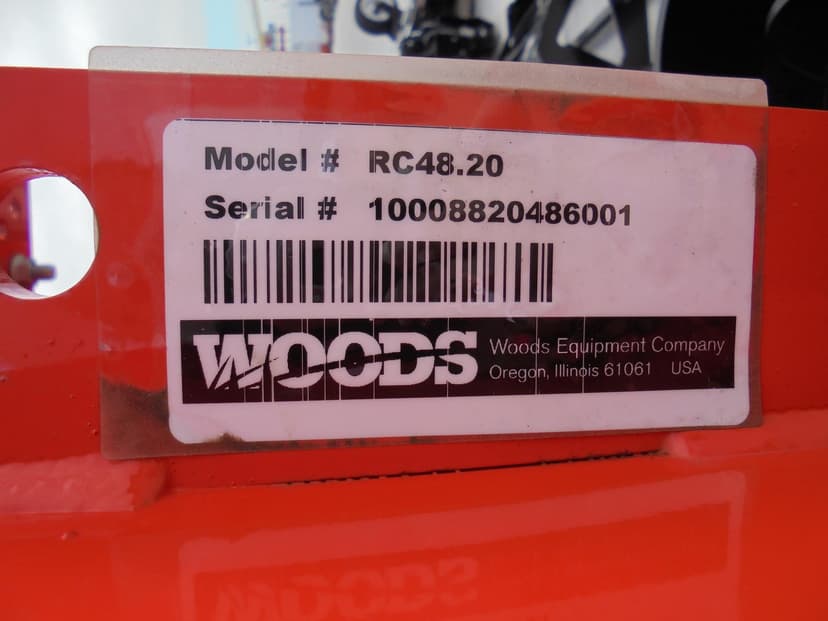 Model # RC48.20
Serial # 10008820486001
WOODS
Woods Equipment Company
Oregon, Illinois 61061 USA